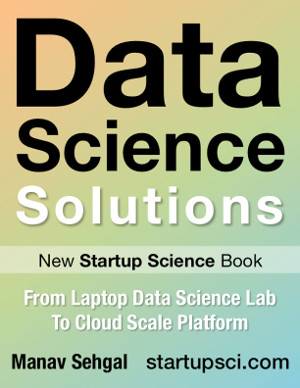 Data
Science
Solutions
New Startup Science Book
From Laptop Data Science Lab
To Cloud Scale Platform
Manav Sehgal startupsci.com